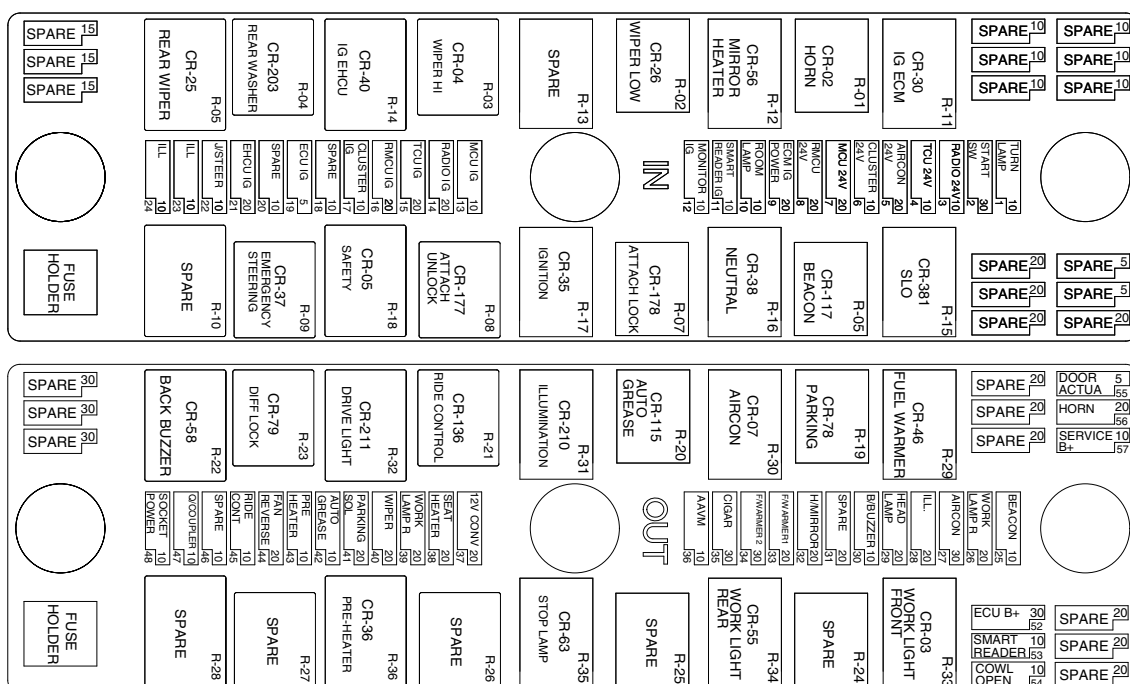 SPARE 15
SPARE 15
SPARE 15
CR-25
REAR WIPER
R-05
CR-203
REAR WASHER
R-04
CR-40
IG EHCU
R-14
CR-04
WIPER HI
R-03
SPARE
R-13
CR-26
WIPER LOW
R-02
CR-56
MIRROR
HEATER
R-12
CR-02
HORN
R-01
CR-30
IG ECM
R-11
SPARE 10
SPARE 10
SPARE 10
SPARE 10
SPARE 10
SPARE 10
ILL 10 24
ILL 10 23
J/STEER 10 22
EHCU IG 20 21
SPARE 10 20
ECU IG 5 19
SPARE 10 18
CLUSTER
IG 10 17
RMCU IG 20 16
TCU IG 20 15
RADIO IG 20 14
MCU IG 10 13
IN
MONITOR
IG 10 12
SMART
READER IG 10 11
ROOM
LAMP 10 10
ECM IG
POWER 20 9
RMCU
24V 20 8
MCU 24V 20 7
CLUSTER
24V 10 6
AIRCON
24V 20 5
TCU 24V 10 4
RADIO 24V 10 3
START
SW 30 2
TURN
LAMP 10 1
FUSE
HOLDER
SPARE
R-10
CR-37
EMERGENCY
STEERING
R-09
CR-05
SAFETY
R-18
CR-177
ATTACH
UNLOCK
R-08
CR-35
IGNITION
R-17
CR-178
ATTACH LOCK
R-07
CR-38
NEUTRAL
R-16
CR-117
BEACON
R-05
CR-381
SLO
R-15
SPARE 20
SPARE 5
SPARE 20
SPARE 5
SPARE 20
SPARE 20
SPARE 30
SPARE 30
SPARE 30
CR-58
BACK BUZZER
R-22
CR-79
DIFF LOCK
R-23
CR-211
DRIVE LIGHT
R-32
CR-136
RIDE CONTROL
R-21
CR-210
ILLUMINATION
R-31
CR-115
AUTO
GREASE
R-20
CR-07
AIRCON
R-30
CR-78
PARKING
R-19
CR-46
FUEL WARMER
R-29
SPARE 20
DOOR
ACTUA 5 55
SPARE 20
HORN 20 56
SPARE 20
SERVICE
B+ 10 57
SOCKET
POWER 10 48
O/COUPLER 10 47
SPARE 10 46
RIDE
CONT 10 45
FAN
REVERSE 20 44
PRE
HEATER 10 43
AUTO
GREASE 10 42
PARKING
SOL 20 41
WIPER 20 40
WORK
LAMP R 20 39
SEAT
HEATER 10 38
12V CONV 20 37
OUT
AAVM 10 36
CIGAR 30 35
F/WARMER 2 30 34
F/WARMER1 20 33
H/MIRROR 20 32
SPARE 20 31
B/BUZZER 10 30
HEAD
LAMP 20 29
ILL. 20 28
AIRCON 30 27
WORK
LAMP R 20 26
BEACON 10 25
FUSE
HOLDER
SPARE
R-28
SPARE
R-27
CR-36
PRE-HEATER
R-36
SPARE
R-26
CR-63
STOP LAMP
R-35
SPARE
R-25
CR-55
WORK LIGHT
REAR
R-34
SPARE
R-24
CR-03
WORK LIGHT
FRONT
R-33
ECU B+ 30 52
SPARE 20
SMART
READER 10 53
SPARE 20
COWL
OPEN 10 54
SPARE 20